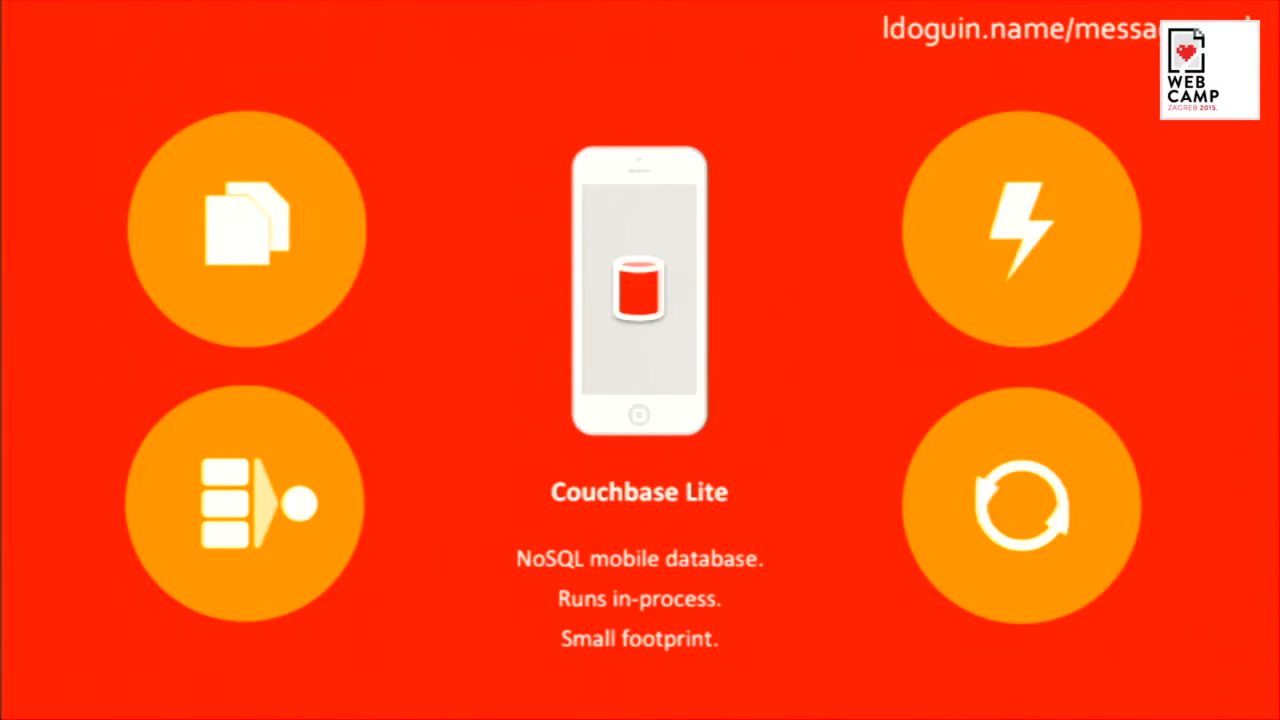 ldoguin.name/messa
WEB
CAMP
ZAGREB 2015.
Couchbase Lite
NoSQL mobile database.
Runs in-process.
Small footprint.